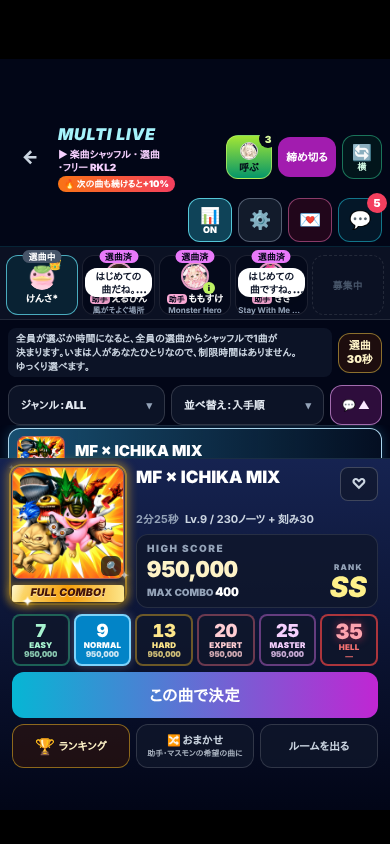 MULTI LIVE
▶ 楽曲シャッフル・選曲
・フリー RKL2
🔥 次の曲も続けると+10%
呼ぶ
3
締め切る
🔄
横
ON
5
選曲中
けんさ*
選曲済
はじめての
曲だね。...
助手 えるぴん
風がそよぐ場所
選曲済
助手 ももすけ
Monster Hero
選曲済
はじめての
曲ですね。...
Stay With Me ...
募集中
全員が選ぶか時間になると、全員の選曲からシャッフルで1曲が
決まります。いまは人があなたひとりなので、制限時間はありません。
ゆっくり選べます。
選曲
30秒
ジャンル:ALL ▼
並べ替え:入手順 ▼
💬 ▲
MF × ICHIKA MIX
MF × ICHIKA MIX
2分25秒 Lv.9 / 230ノーツ + 刻み30
FULL COMBO!
HIGH SCORE
950,000
MAX COMBO 400
RANK
SS
7
EASY
950,000
9
NORMAL
950,000
13
HARD
950,000
20
EXPERT
950,000
25
MASTER
950,000
35
HELL
—
この曲で決定
🏆 ランキング
🔀 おまかせ
助手・マスモンの希望の曲に
ルームを出る